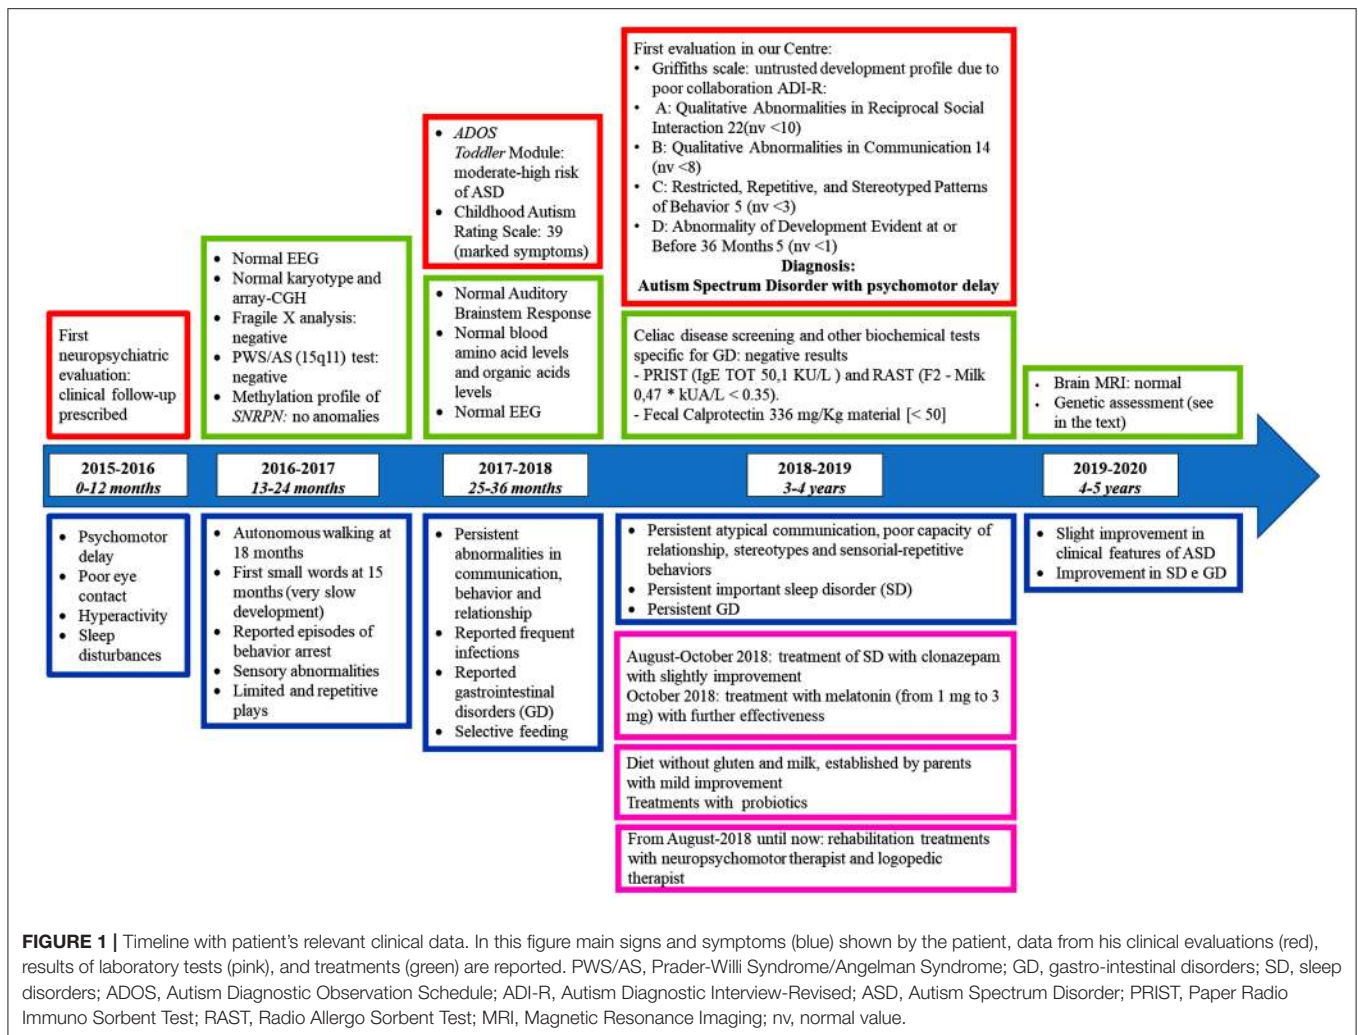 First
neuropsychiatric
evaluation:
clinical follow-up
prescribed
• Normal EEG
• Normal karyotype and
array-CGH
• Fragile X analysis:
negative
• PWS/AS (15q11) test:
negative
• Methylation profile of
SNRPN: no anomalies
• ADOS
Toddler Module:
moderate-high risk
of ASD
• Childhood Autism
Rating Scale: 39
(marked symptoms)
• Normal Auditory
Brainstem Response
• Normal blood
amino acid levels
and organic acids
levels
• Normal EEG
First evaluation in our Centre:
• Griffiths scale: untrusted development profile due to
poor collaboration ADI-R:
• A: Qualitative Abnormalities in Reciprocal Social
Interaction 22(nv <10)
• B: Qualitative Abnormalities in Communication 14
(nv <8)
• C: Restricted, Repetitive, and Stereotyped Patterns
of Behavior 5 (nv <3)
• D: Abnormality of Development Evident at or
Before 36 Months 5 (nv <1)
Diagnosis:
Autism Spectrum Disorder with psychomotor delay
Celiac disease screening and other biochemical tests
specific for GD: negative results
- PRIST (IgE TOT 50,1 KU/L ) and RAST (F2 - Milk
0,47 * kUA/L < 0.35).
- Fecal Calprotectin 336 mg/Kg material [< 50]
• Brain MRI: normal
• Genetic assessment (see
in the text)
2015-2016
0-12 months
2016-2017
13-24 months
2017-2018
25-36 months
2018-2019
3-4 years
2019-2020
4-5 years
• Psychomotor
delay
• Poor eye
contact
• Hyperactivity
• Sleep
disturbances
• Autonomous walking at
18 months
• First small words at 15
months (very slow
development)
• Reported episodes of
behavior arrest
• Sensory abnormalities
• Limited and repetitive
plays
• Persistent
abnormalities in
communication,
behavior and
relationship
• Reported frequent
infections
• Reported
gastrointestinal
disorders (GD)
• Selective feeding
• Persistent atypical communication, poor capacity of
relationship, stereotypes and sensorial-repetitive
behaviors
• Persistent important sleep disorder (SD)
• Persistent GD
August-October 2018: treatment of SD with clonazepam
with slightly improvement
October 2018: treatment with melatonin (from 1 mg to 3
mg) with further effectiveness
Diet without gluten and milk, established by parents
with mild improvement
Treatments with probiotics
From August-2018 until now: rehabilitation treatments
with neuropsychomotor therapist and logopedic
therapist
• Slight improvement in
clinical features of ASD
• Improvement in SD e GD
FIGURE 1 | Timeline with patient's relevant clinical data. In this figure main signs and symptoms (blue) shown by the patient, data from his clinical evaluations (red),
results of laboratory tests (pink), and treatments (green) are reported. PWS/AS, Prader-Willi Syndrome/Angelman Syndrome; GD, gastro-intestinal disorders; SD, sleep
disorders; ADOS, Autism Diagnostic Observation Schedule; ADI-R, Autism Diagnostic Interview-Revised; ASD, Autism Spectrum Disorder; PRIST, Paper Radio
Immuno Sorbent Test; RAST, Radio Allergo Sorbent Test; MRI, Magnetic Resonance Imaging; nv, normal value.